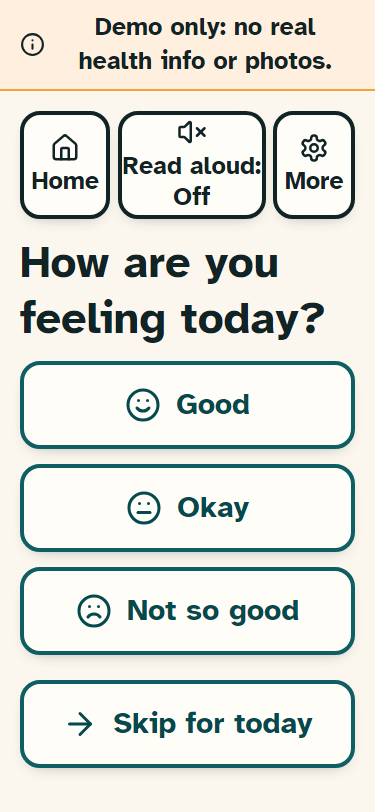 Demo only: no real
health info or photos.
Home
Read aloud:
Off
More
How are you
feeling today?
Good
Okay
Not so good
Skip for today